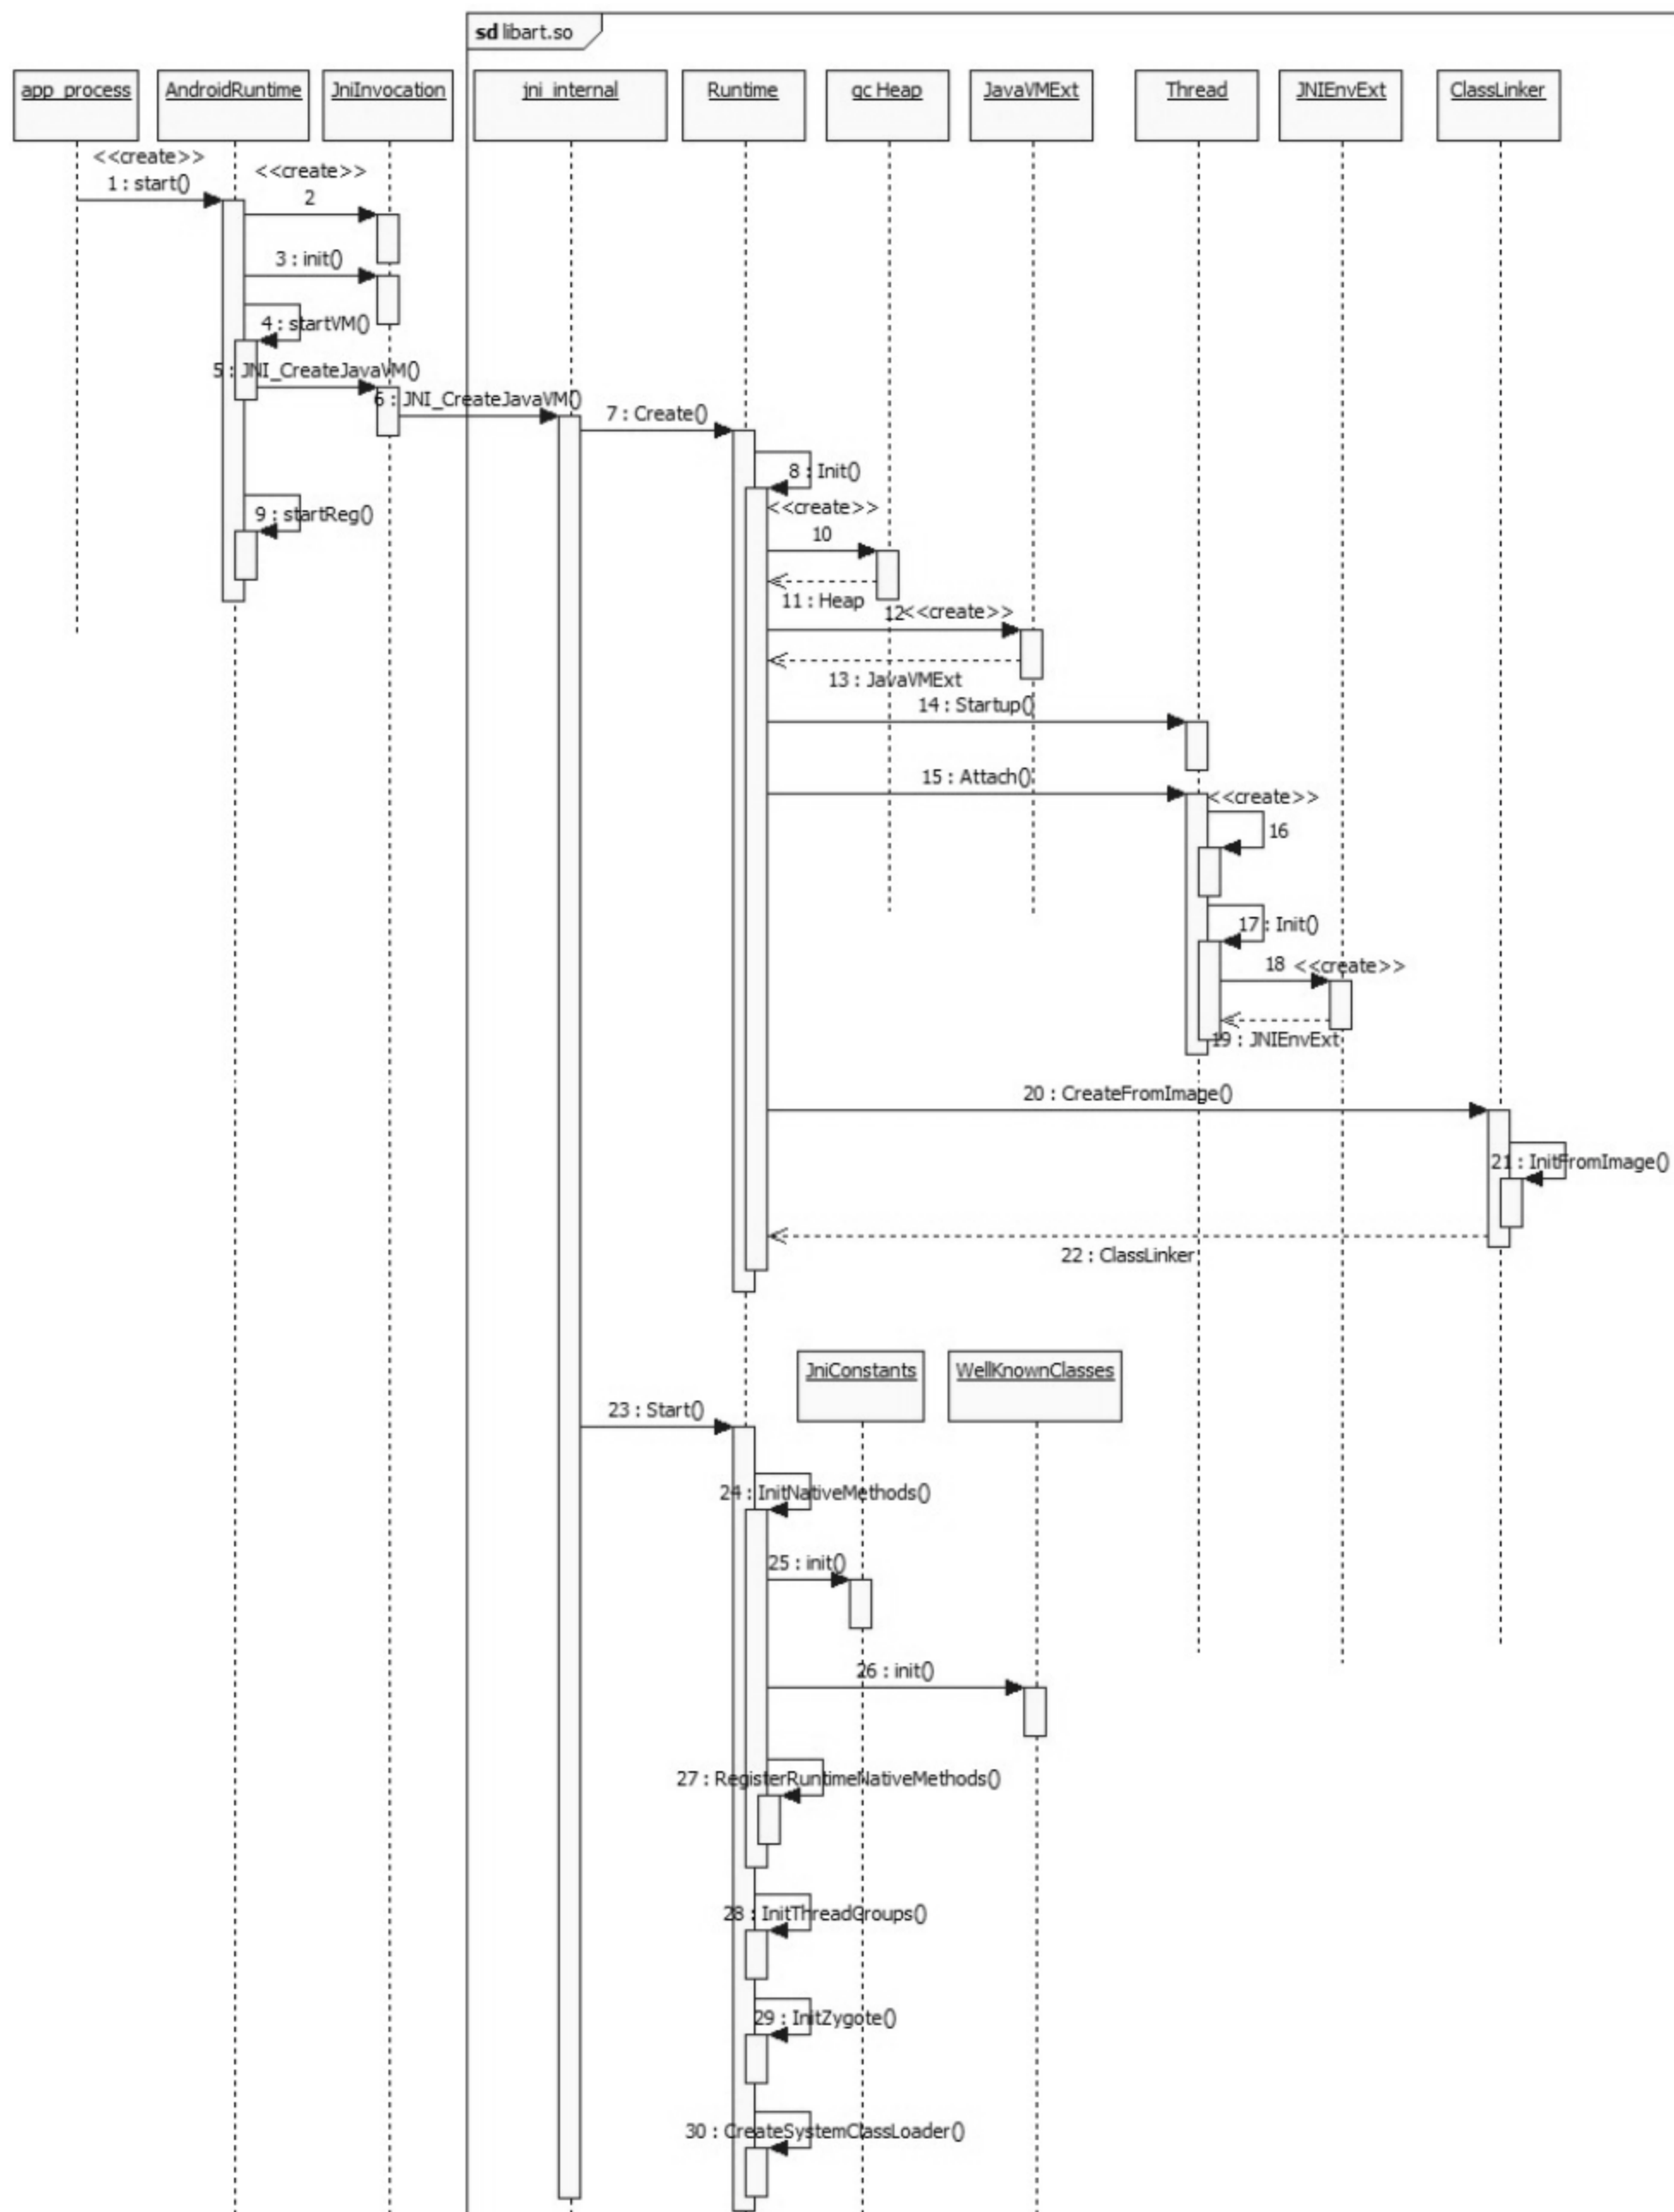 sd libart.so
app_process
AndroidRuntime
JniInvocation
jni_internal
Runtime
gc Heap
JavaVMExt
Thread
JNIEnvExt
ClassLinker
<<create>>
1 : start()
<<create>>
2
3 : init()
4 : startVM()
5 : JNI_CreateJavaVM()
6 : JNI_CreateJavaVM()
7 : Create()
8 : Init()
<<create>>
9 : startReg()
10
11 : Heap
12<<create>>
13 : JavaVMExt
14 : Startup()
15 : Attach()
<<create>>
16
17 : Init()
18 <<create>>
19 : JNIEnvExt
20 : CreateFromImage()
21 : InitFromImage()
22 : ClassLinker
JniConstants
WellKnownClasses
23 : Start()
24 : InitNativeMethods()
25 : init()
26 : init()
27 : RegisterRuntimeNativeMethods()
28 : InitThreadGroups()
29 : InitZygote()
30 : CreateSystemClassLoader()